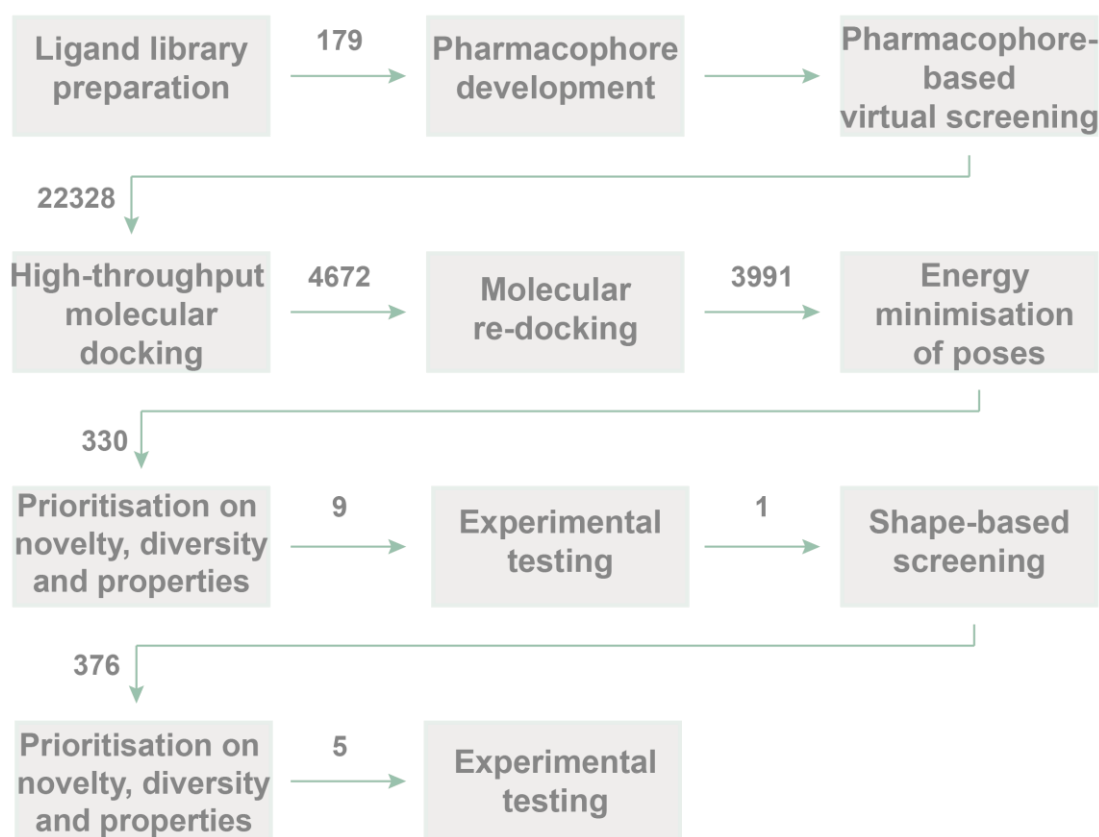 Ligand library
preparation
179
Pharmacophore
development
Pharmacophore-
based
virtual screening
22328
High-throughput
molecular
docking
4672
Molecular
re-docking
3991
Energy
minimisation
of poses
330
Prioritisation on
novelty, diversity
and properties
9
Experimental
testing
1
Shape-based
screening
376
Prioritisation on
novelty, diversity
and properties
5
Experimental
testing